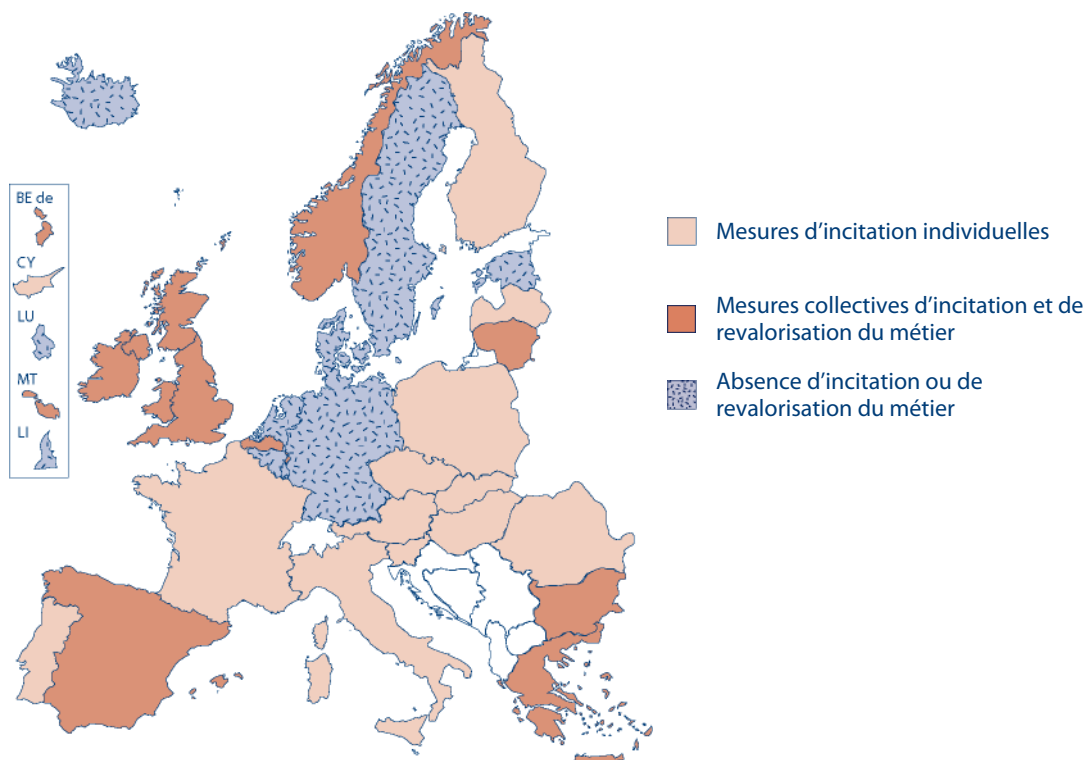 BE de
CY
LU
MT
LI
Mesures d'incitation individuelles
Mesures collectives d'incitation et de
revalorisation du métier
Absence d'incitation ou de
revalorisation du métier